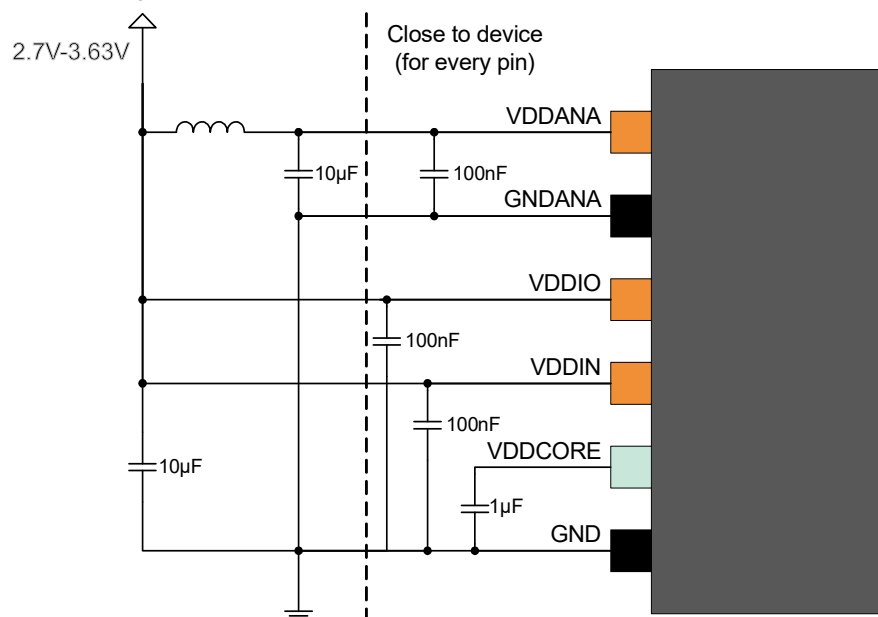 2.7V-3.63V
Close to device
(for every pin)
VDDANA
10µF
100nF
GNDANA
VDDIO
100nF
VDDIN
100nF
VDDCORE
10µF
1µF
GND